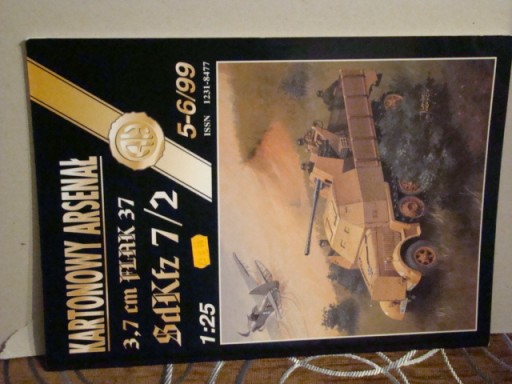 KARTONOWY ARSENAŁ
3,7 cm FLAK 37
SdKfz 7/2
1:25
5-6/99
ISSN 1231-8477